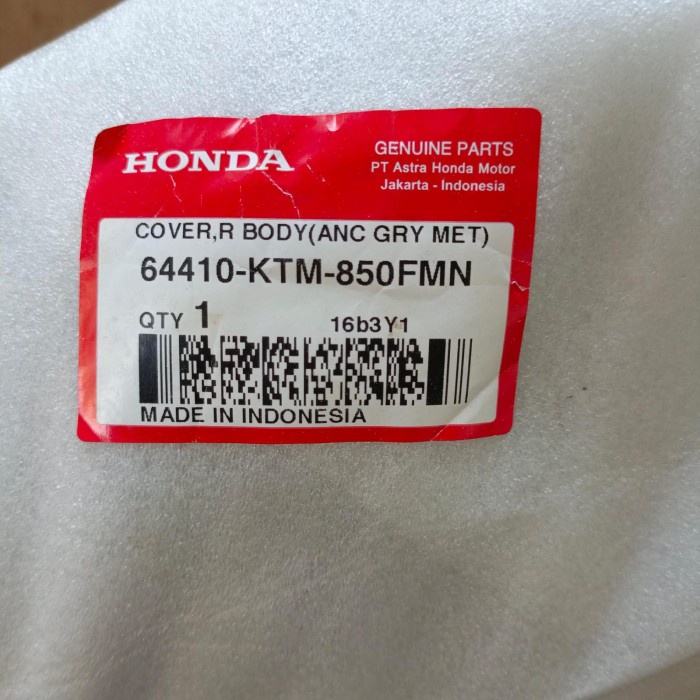 HONDA
GENUINE PARTS
PT Astra Honda Motor
Jakarta - Indonesia
COVER,R BODY(ANC GRY MET)
64410-KTM-850FMN
QTY 1
16b3Y1
MADE IN INDONESIA